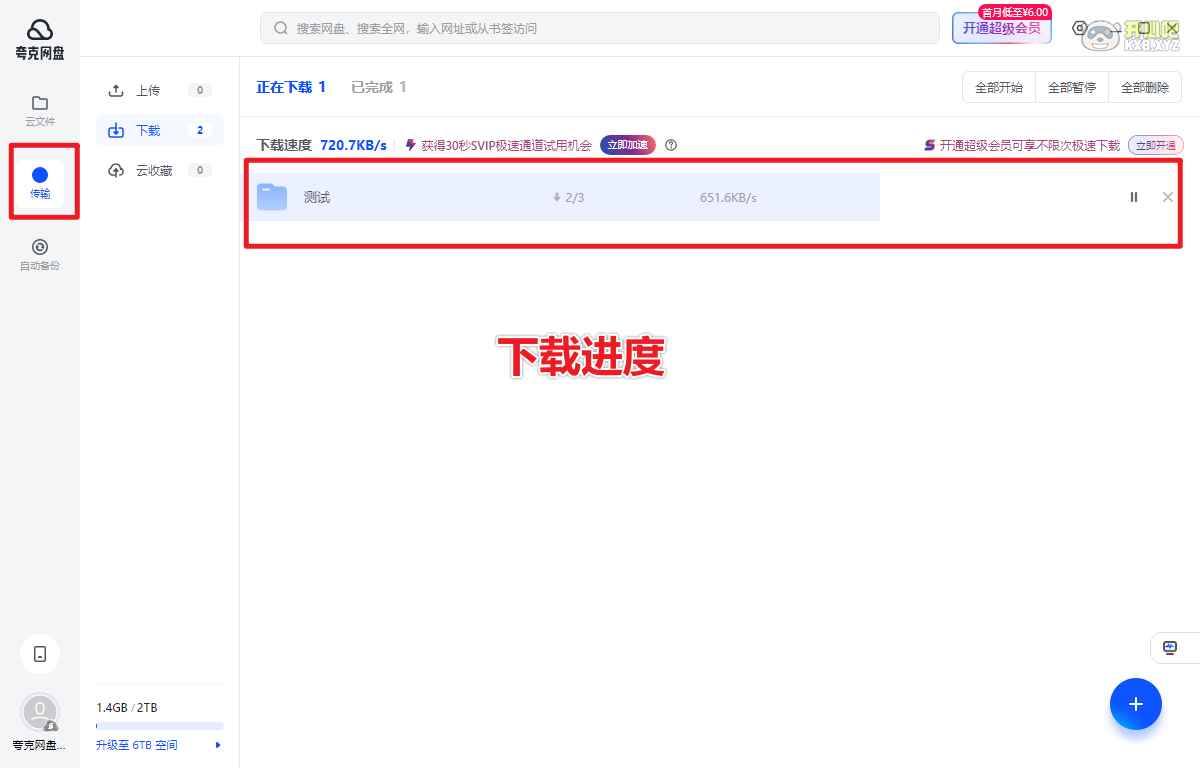 夸克网盘
搜索网盘、搜索全网，输入网址或从书签访问
首月低至¥6.00
开通超级会员
KX8.XYZ
云文件
传输
自动备份
上传 0
下载 2
云收藏 0
正在下载 1 已完成 1
全部开始 全部暂停 全部删除
下载速度 720.7KB/s 获得30秒SVIP极速通道试用机会 立即加速
开通超级会员可享不限次极速下载 立即开通
测试 2/3 651.6KB/s
下载进度
1.4GB / 2TB
升级至 6TB 空间
夸克网盘...